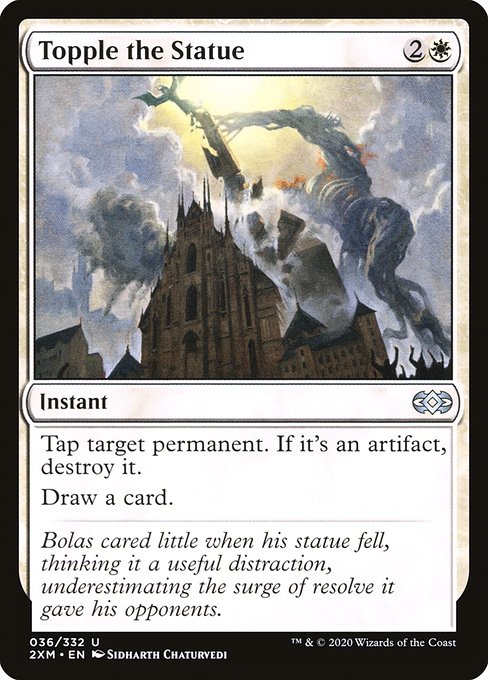 Topple the Statue 2
Instant
Tap target permanent. If it's an artifact,
destroy it.
Draw a card.
Bolas cared little when his statue fell,
thinking it a useful distraction,
underestimating the surge of resolve it
gave his opponents.
036/332 U
2XM • EN Sidharth Chaturvedi
™ & © 2020 Wizards of the Coast